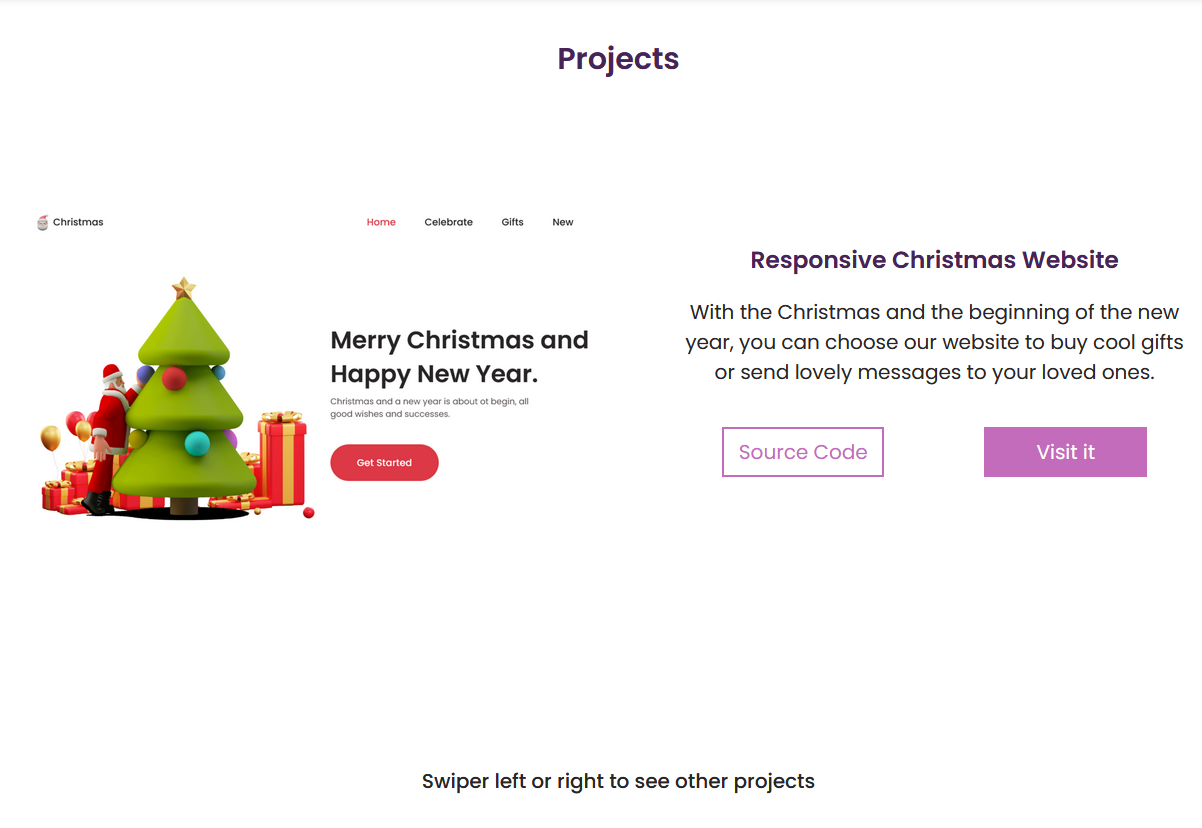 Projects
Christmas
Home
Celebrate
Gifts
New
Merry Christmas and
Happy New Year.
Christmas and a new year is about ot begin, all
good wishes and successes.
Get Started
Responsive Christmas Website
With the Christmas and the beginning of the new
year, you can choose our website to buy cool gifts
or send lovely messages to your loved ones.
Source Code
Visit it
Swiper left or right to see other projects